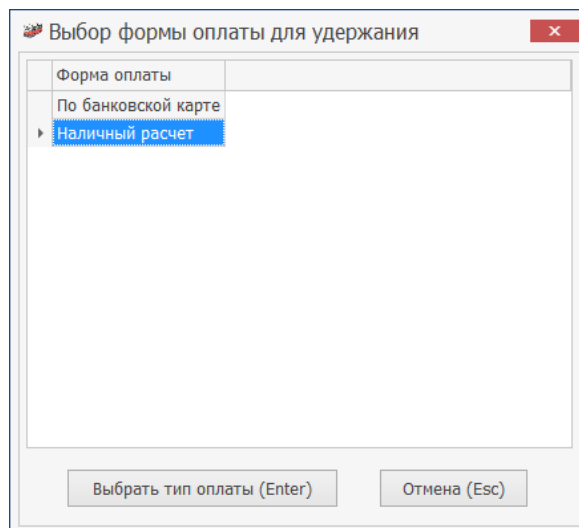 Выбор формы оплаты для удержания
Форма оплаты
По банковской карте
Наличный расчет
Выбрать тип оплаты (Enter)
Отмена (Esc)